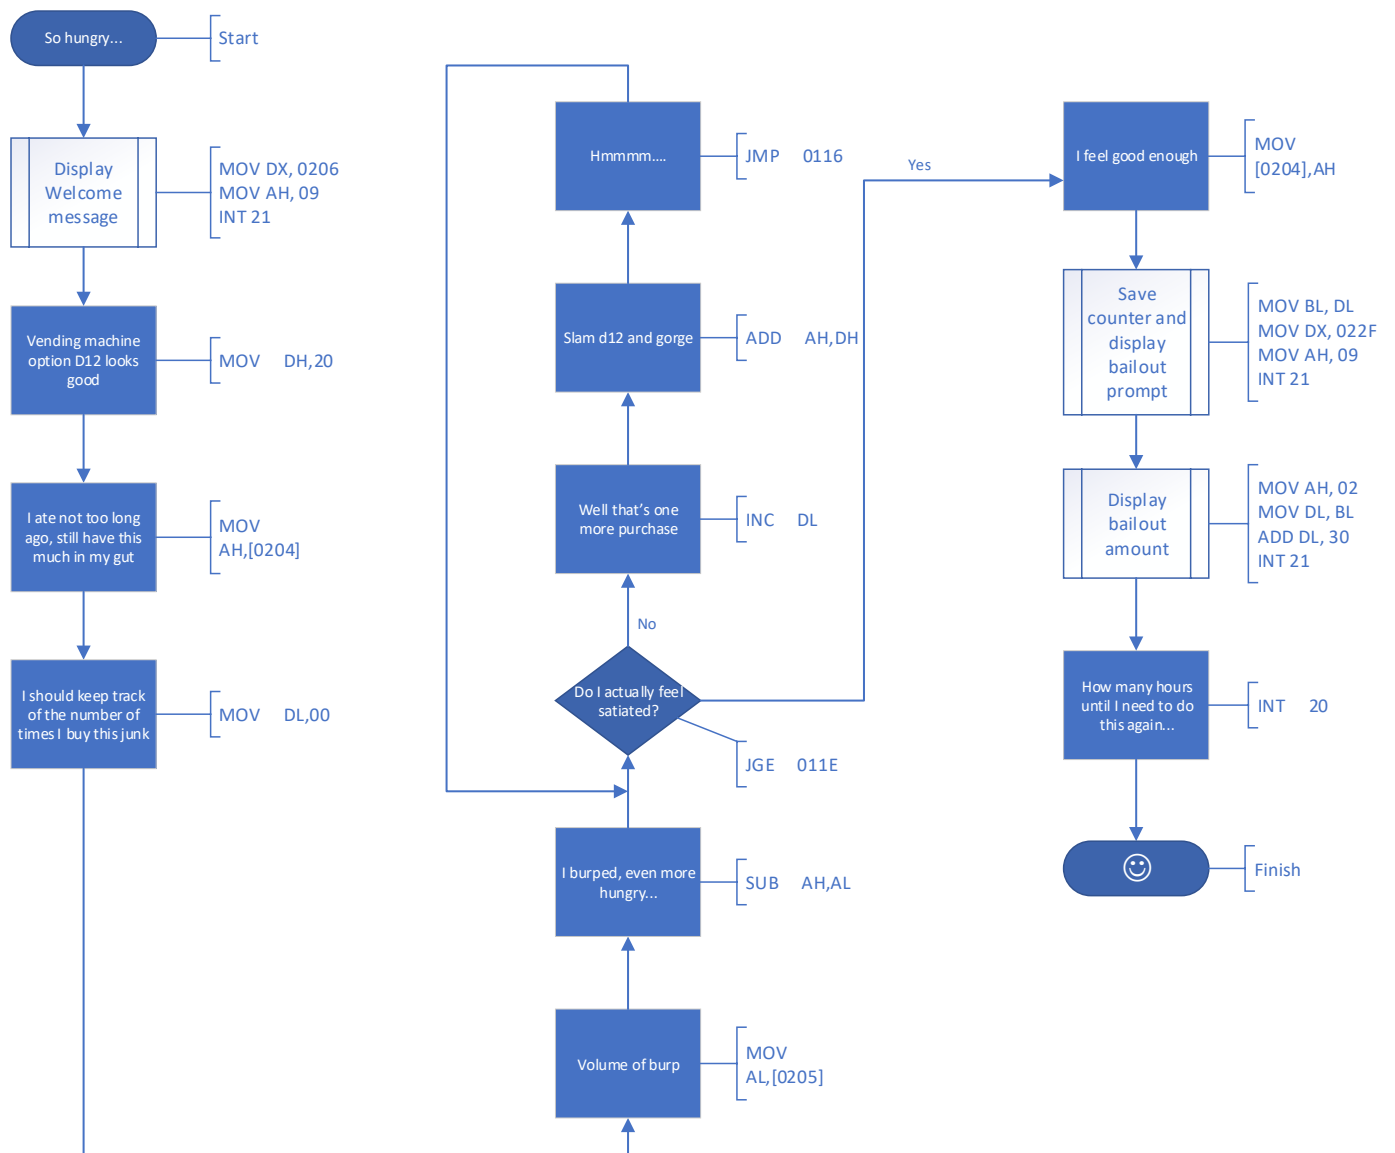 So hungry...
Start
Display
Welcome
message
MOV DX, 0206
MOV AH, 09
INT 21
Vending machine
option D12 looks
good
MOV DH,20
I ate not too long
ago, still have this
much in my gut
MOV
AH,[0204]
I should keep track
of the number of
times I buy this junk
MOV DL,00
Hmmmm....
JMP 0116
Slam d12 and gorge
ADD AH,DH
Well that's one
more purchase
INC DL
No
Do I actually feel
satiated?
JGE 011E
I burped, even more
hungry...
SUB AH,AL
Volume of burp
MOV
AL,[0205]
Yes
I feel good enough
MOV
[0204],AH
Save
counter and
display
bailout
prompt
MOV BL, DL
MOV DX, 022F
MOV AH, 09
INT 21
Display
bailout
amount
MOV AH, 02
MOV DL, BL
ADD DL, 30
INT 21
How many hours
until I need to do
this again...
INT 20
Finish